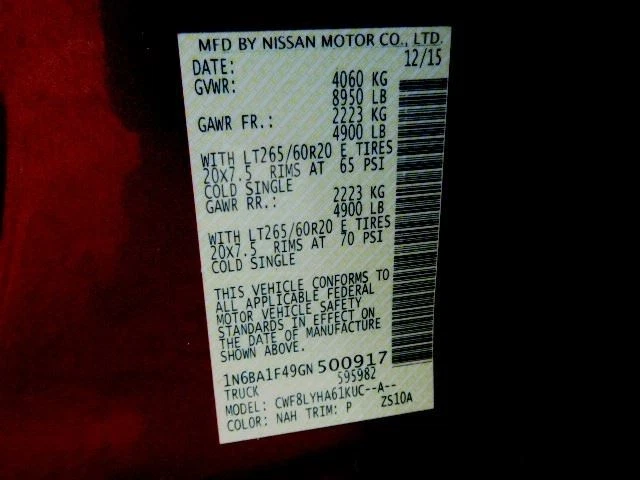 MFD BY NISSAN MOTOR CO., LTD.
DATE: 12/15
GVWR: 4060 KG
8950 LB
GAWR FR.: 2223 KG
4900 LB
WITH LT265/60R20 E TIRES
20x7.5 RIMS AT 65 PSI
COLD SINGLE
GAWR RR.: 2223 KG
4900 LB
WITH LT265/60R20 E TIRES
20x7.5 RIMS AT 70 PSI
COLD SINGLE
THIS VEHICLE CONFORMS TO
ALL APPLICABLE FEDERAL
MOTOR VEHICLE SAFETY
STANDARDS IN EFFECT ON
THE DATE OF MANUFACTURE
SHOWN ABOVE.
1N6BA1F49GN500917
TRUCK 595982
MODEL: CWF8LYHA61KUC--A--
COLOR: NAH TRIM: P ZS10A